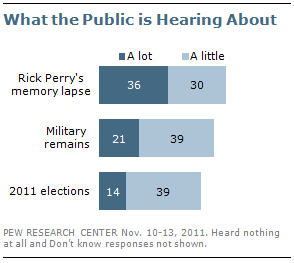 What the Public is Hearing About
A lot A little
Rick Perry's
memory lapse
36 30
Military
remains
21 39
2011 elections
14 39
PEW RESEARCH CENTER Nov. 10-13, 2011. Heard nothing
at all and Don't know responses not shown.